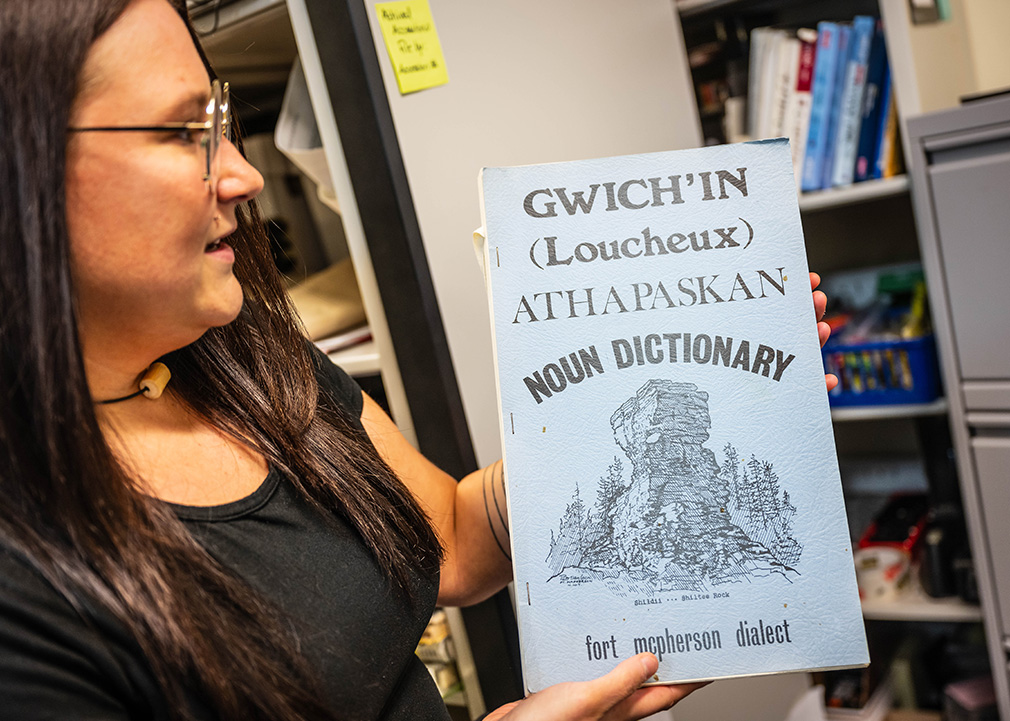 GWICH'IN
(Loucheux)
ATHAPASKAN
NOUN DICTIONARY
Shildii ... Shiltee Rock
fort mcpherson dialect